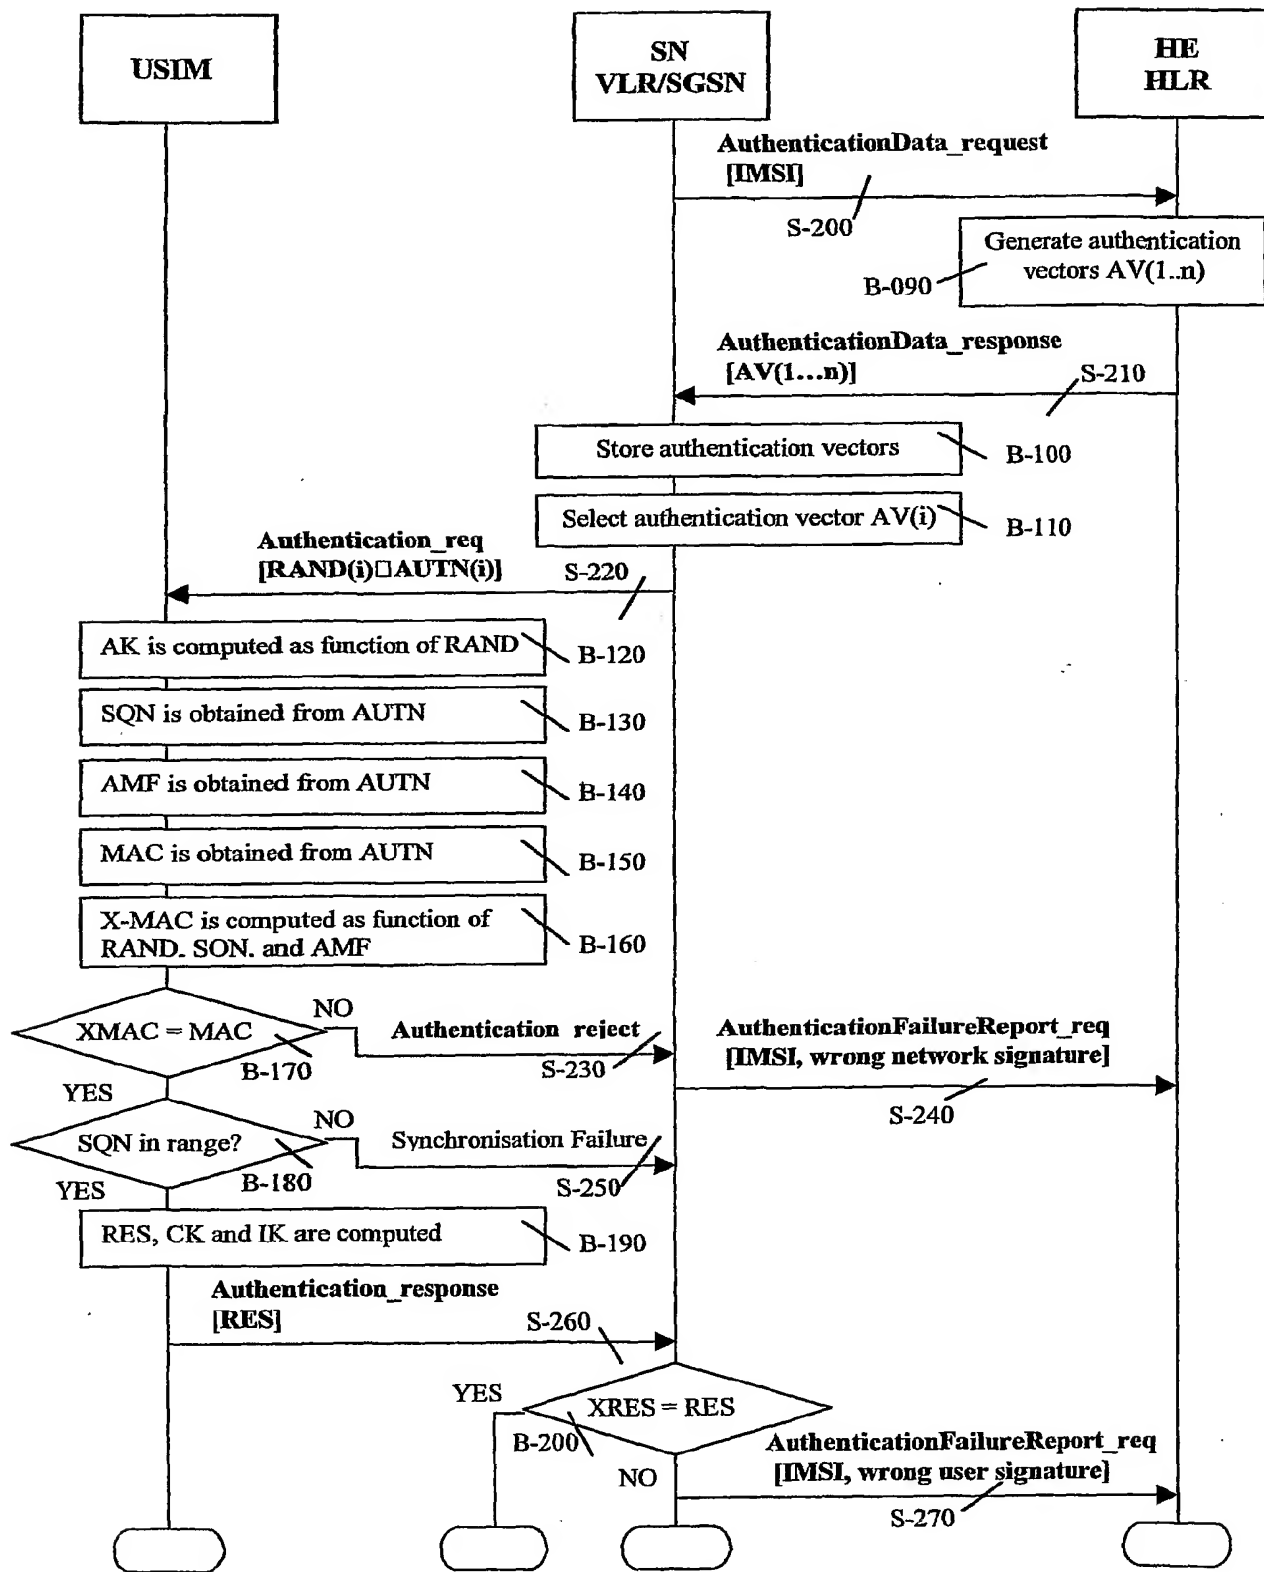 USIM
SN
VLR/SGSN
HE
HLR
AuthenticationData_request
[IMSI]
S-200
Generate authentication
vectors AV(1..n)
B-090
AuthenticationData_response
[AV(1...n)]
S-210
Store authentication vectors
B-100
Select authentication vector AV(i)
B-110
Authentication_req
[RAND(i)□AUTN(i)]
S-220
AK is computed as function of RAND
B-120
SQN is obtained from AUTN
B-130
AMF is obtained from AUTN
B-140
MAC is obtained from AUTN
B-150
X-MAC is computed as function of
RAND. SON. and AMF
B-160
XMAC = MAC
NO
B-170
YES
Authentication reject
S-230
AuthenticationFailureReport_req
[IMSI, wrong network signature]
S-240
SQN in range?
NO
B-180
YES
Synchronisation Failure
S-250
RES, CK and IK are computed
B-190
Authentication_response
[RES]
S-260
YES
XRES = RES
B-200
NO
AuthenticationFailureReport_req
[IMSI, wrong user signature]
S-270